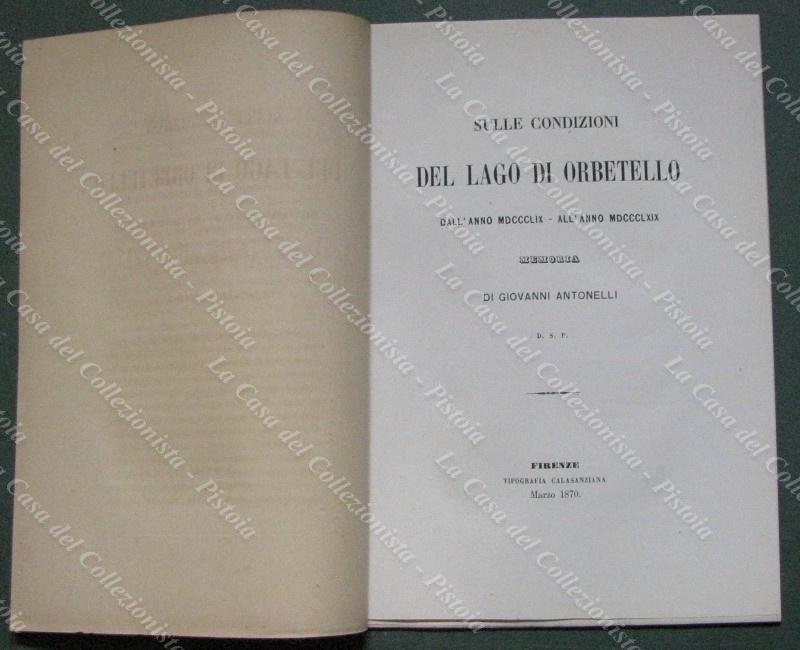 SULLE CONDIZIONI
DEL LAGO DI ORBETELLO
DALL'ANNO MDCCCLIX - ALL'ANNO MDCCCLXIX
MEMORIA
DI GIOVANNI ANTONELLI
D. S. P.
FIRENZE
TIPOGRAFIA CALASANZIANA
Marzo 1870.
La Casa del Collezionista - Pistoia